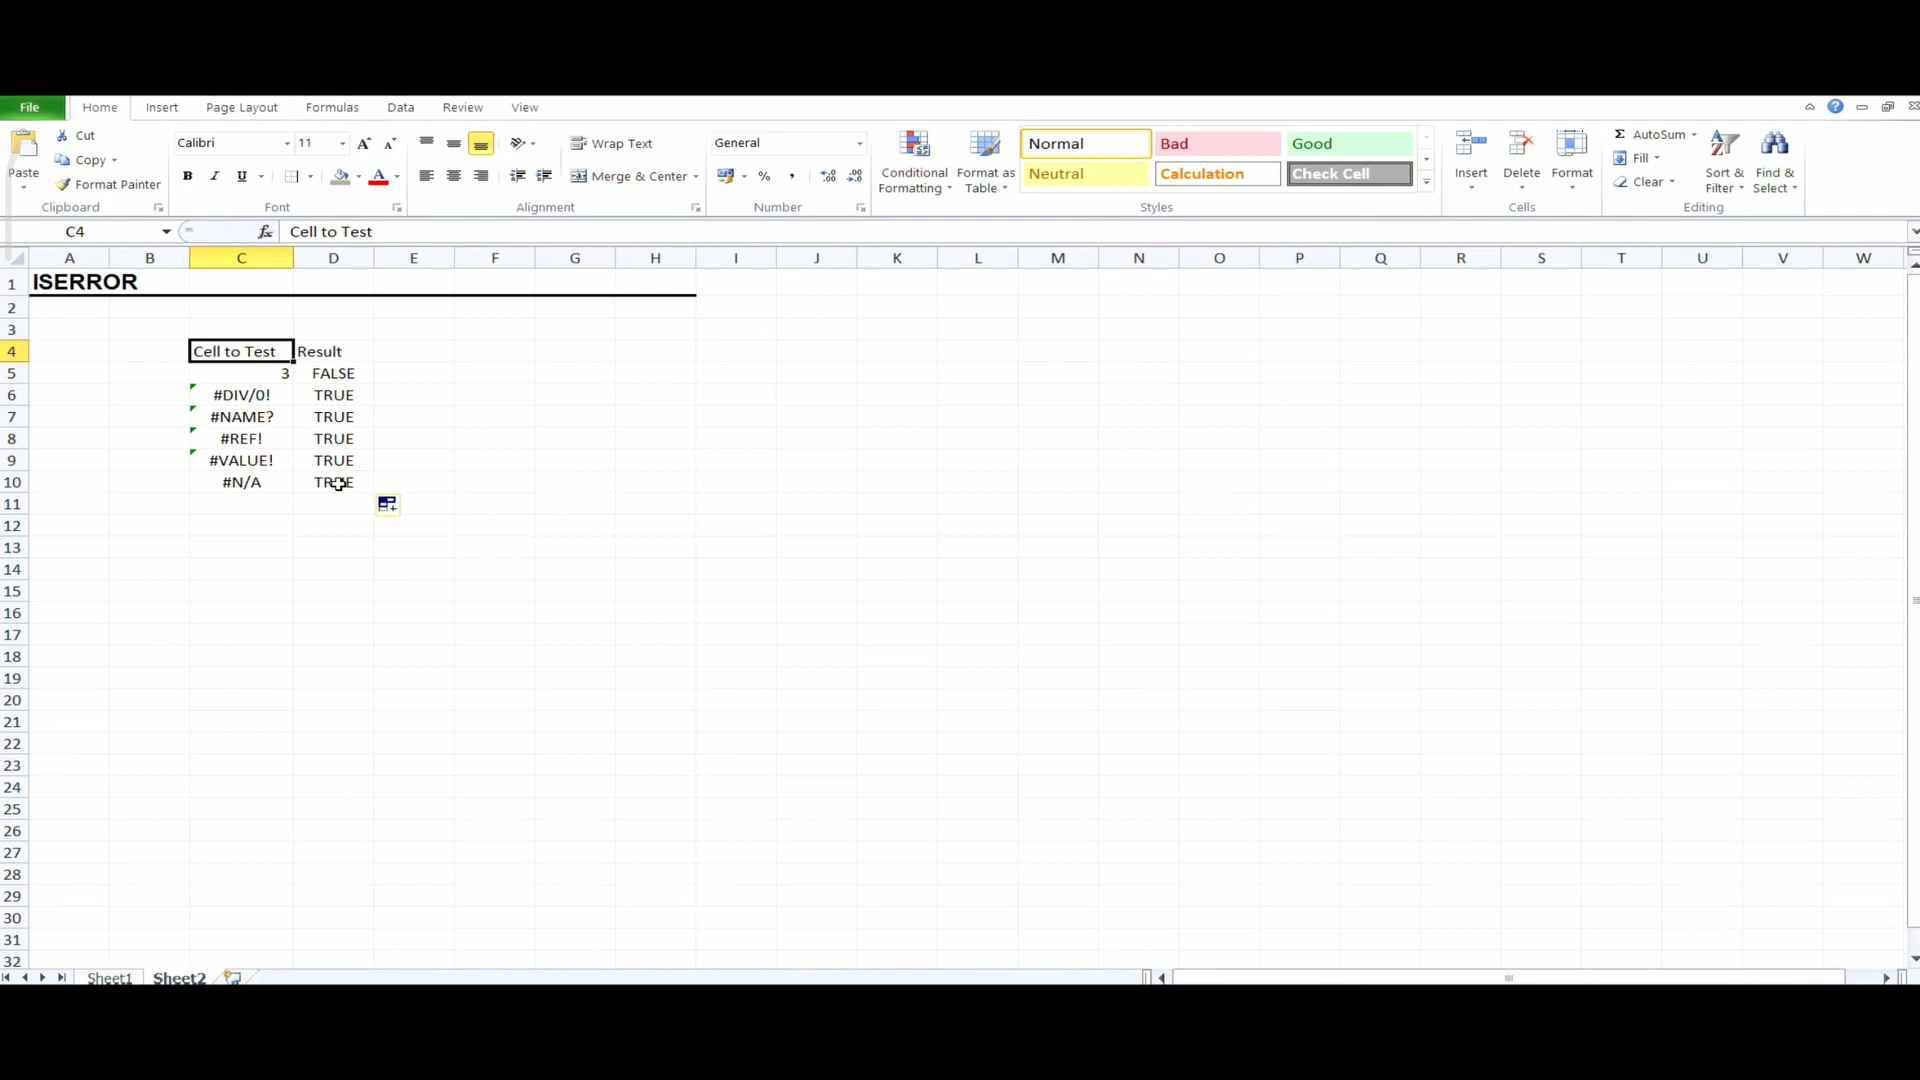 File Home Insert Page Layout Formulas Data Review View
Cut
Copy
Format Painter
Paste
Clipboard
Calibri 11 A A
B I U A
Font
Wrap Text
Merge & Center
Alignment
General
% ,
Number
Conditional Formatting
Format as Table
Normal Bad Good
Neutral Calculation Check Cell
Styles
Insert Delete Format
Cells
Σ AutoSum
Fill
Clear
Sort & Filter
Find & Select
Editing
C4 fx Cell to Test
A B C D E F G H I J K L M N O P Q R S T U V W
1 ISERROR
2
3
4 Cell to Test Result
5 3 FALSE
6 #DIV/0! TRUE
7 #NAME? TRUE
8 #REF! TRUE
9 #VALUE! TRUE
10 #N/A TRUE
11
12
13
14
15
16
17
18
19
20
21
22
23
24
25
26
27
28
29
30
31
32
Sheet1 Sheet2